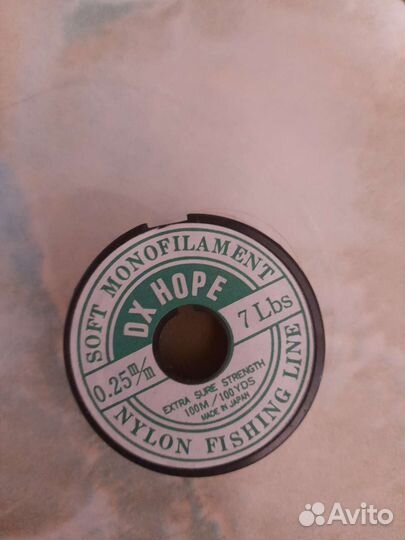 SOFT MONOFILAMENT
DX HOPE
0.25 m/m
7 Lbs
EXTRA SURE STRENGTH
100M/100YDS
MADE IN JAPAN
NYLON FISHING LINE
Avito